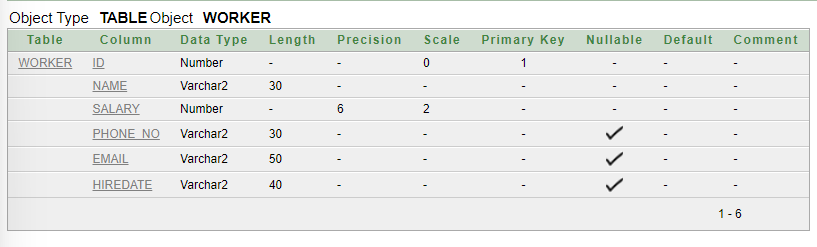 Object Type TABLE Object WORKER
Table Column Data Type Length Precision Scale Primary Key Nullable Default Comment
WORKER ID Number - - 0 1 - - -
NAME Varchar2 30 - - - - - -
SALARY Number - 6 2 - - - -
PHONE_NO Varchar2 30 - - - ✓ - -
EMAIL Varchar2 50 - - - ✓ - -
HIREDATE Varchar2 40 - - - ✓ - -
1 - 6